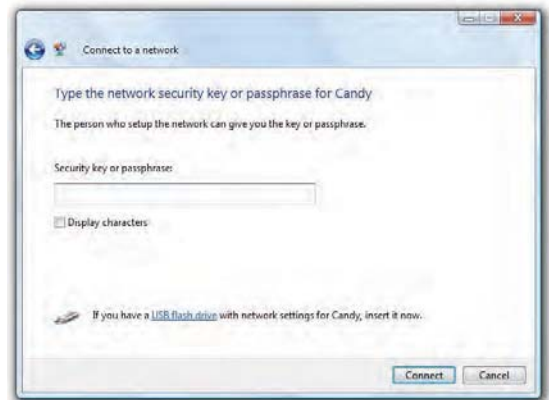 Connect to a network
Type the network security key or passphrase for Candy
The person who setup the network can give you the key or passphrase.
Security key or passphrase:
Display characters
If you have a USB flash drive with network settings for Candy, insert it now.
Connect Cancel